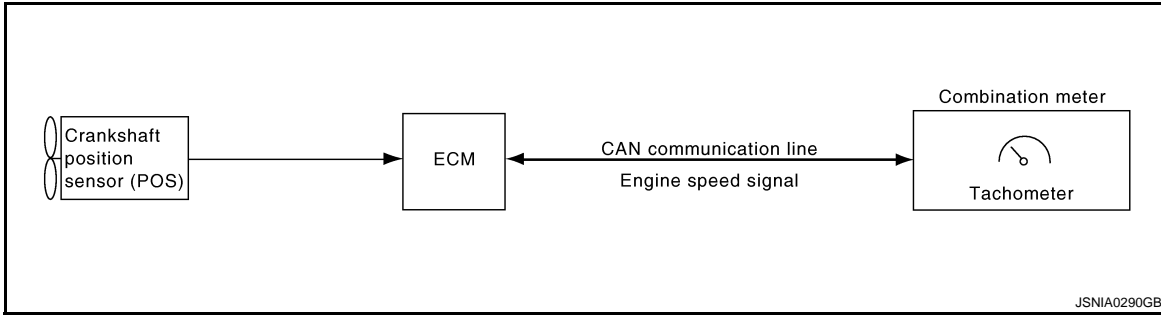 Crankshaft
position
sensor (POS)
ECM
CAN communication line
Engine speed signal
Combination meter
Tachometer
JSNIA0290GB